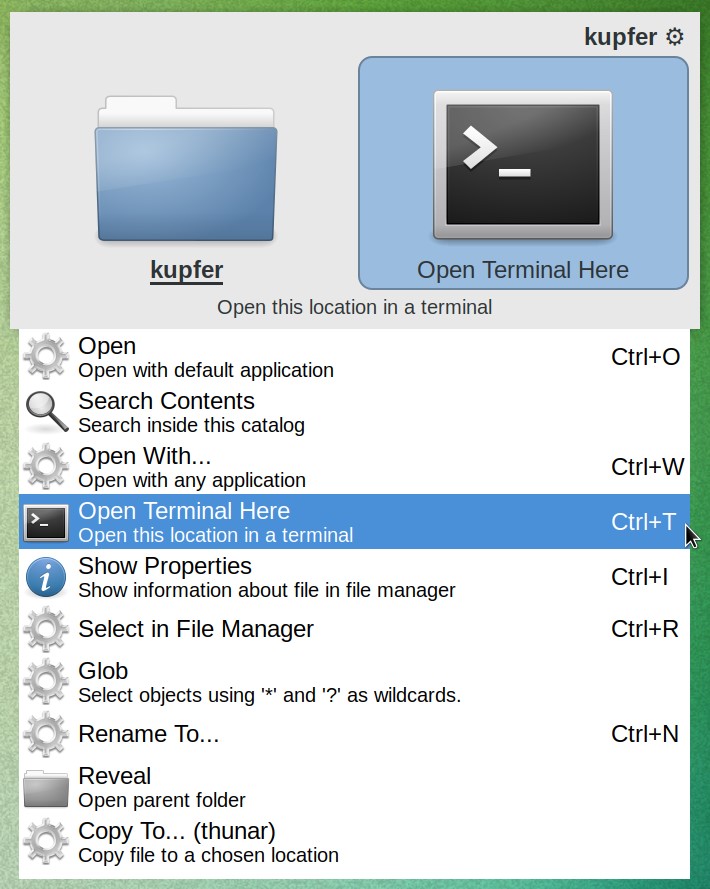 kupfer ⚙
kupfer
Open Terminal Here
Open this location in a terminal
Open Ctrl+O
Open with default application
Search Contents
Search inside this catalog
Open With... Ctrl+W
Open with any application
Open Terminal Here Ctrl+T
Open this location in a terminal
Show Properties Ctrl+I
Show information about file in file manager
Select in File Manager Ctrl+R
Glob
Select objects using '*' and '?' as wildcards.
Rename To... Ctrl+N
Reveal
Open parent folder
Copy To... (thunar)
Copy file to a chosen location